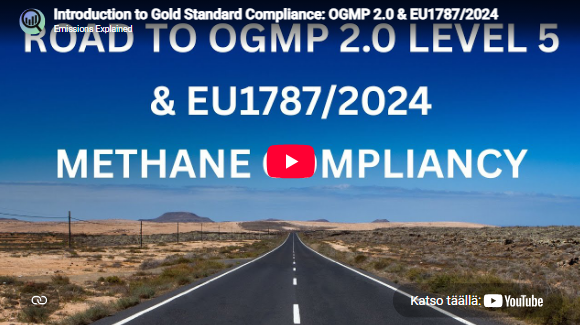 Introduction to Gold Standard Compliance: OGMP 2.0 & EU1787/2024
Emissions Explained
ROAD TO OGMP 2.0 LEVEL 5
& EU1787/2024
METHANE COMPLIANCY
Katso täällä: YouTube